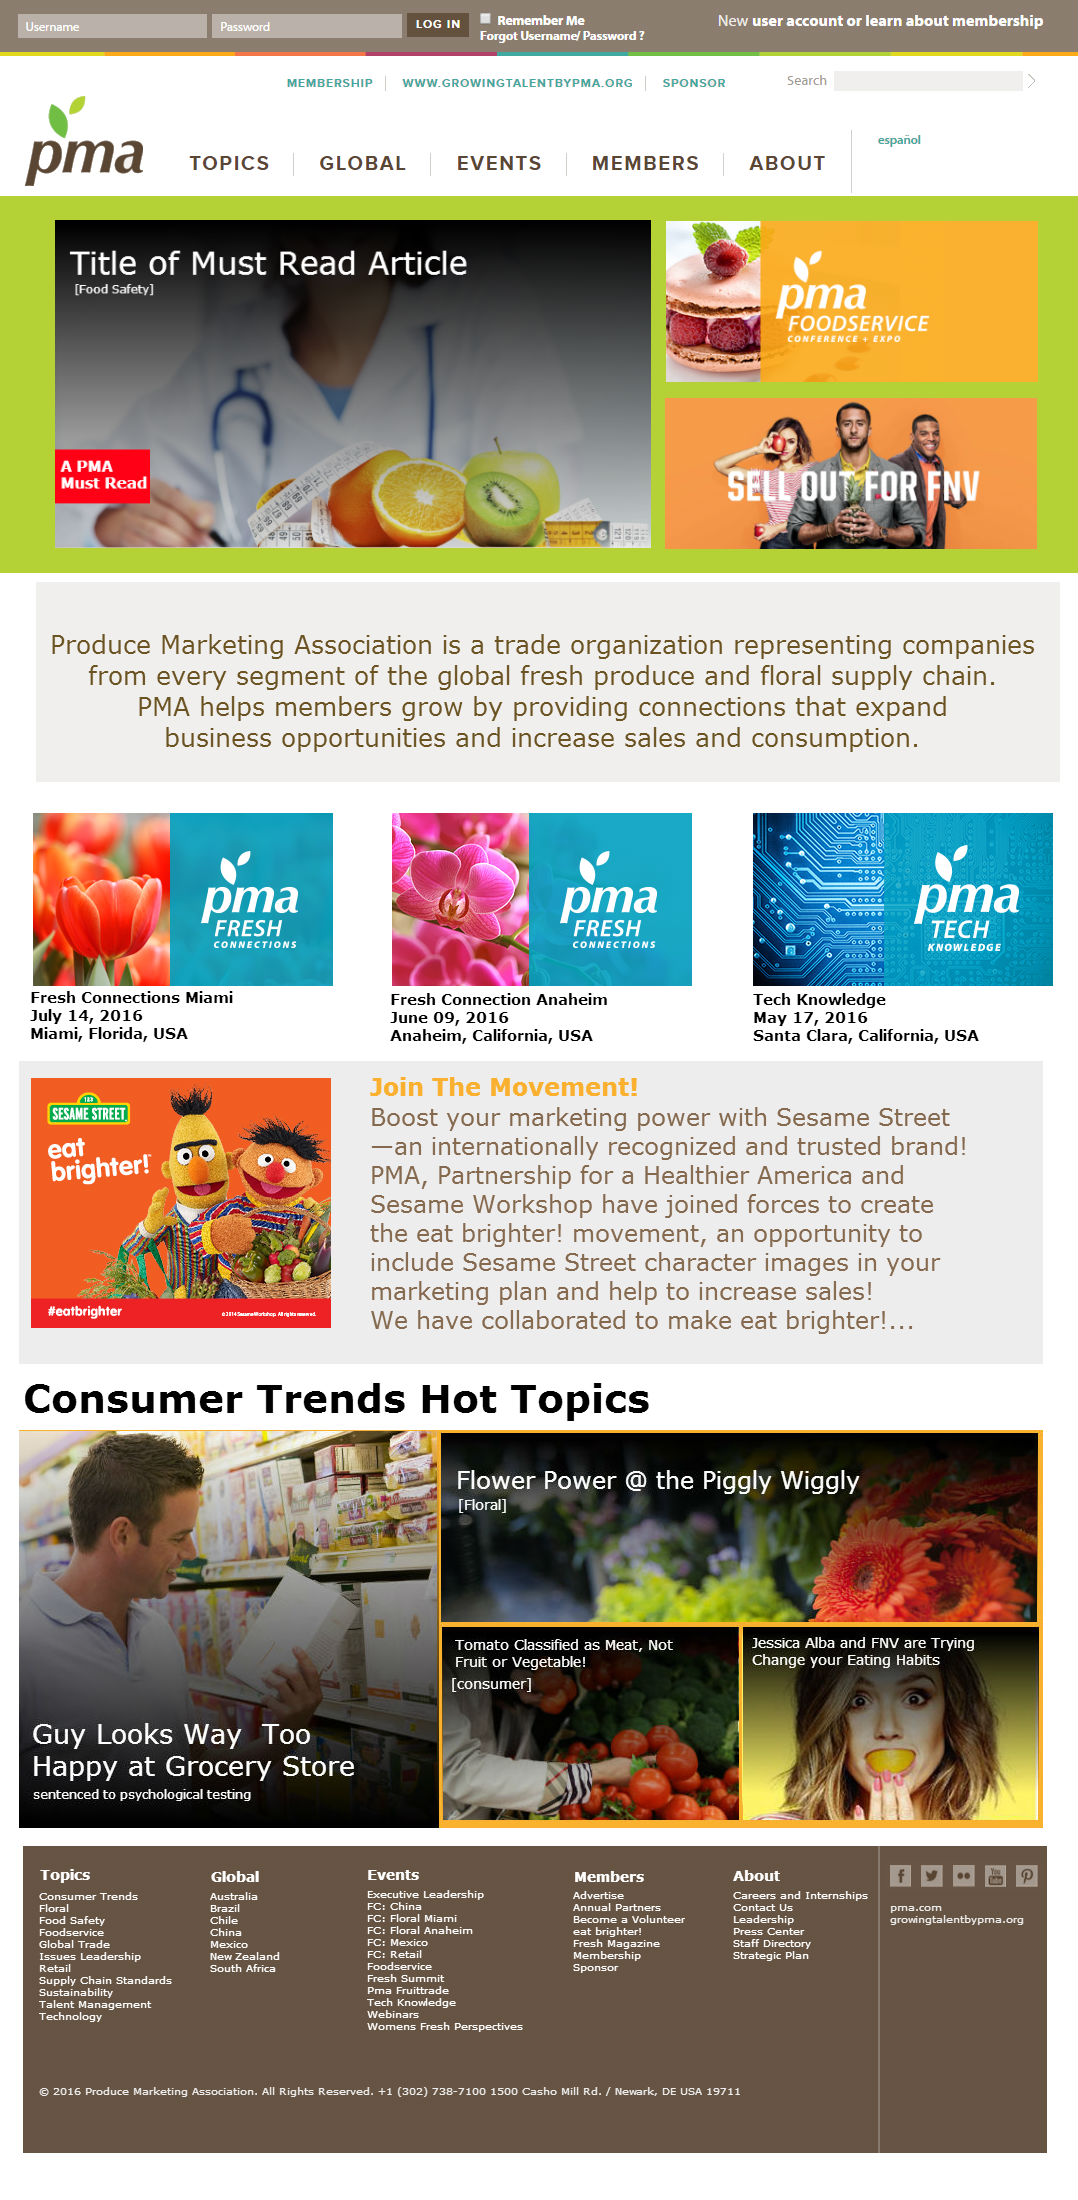 Username
Password
LOG IN
Remember Me
Forgot Username/ Password ?
New user account or learn about membership
MEMBERSHIP
WWW.GROWINGTALENTBYPMA.ORG
SPONSOR
Search
español
pma
TOPICS
GLOBAL
EVENTS
MEMBERS
ABOUT
Title of Must Read Article
[Food Safety]
A PMA
Must Read
pma
FOODSERVICE
CONFERENCE + EXPO
SELL OUT FOR FNV
Produce Marketing Association is a trade organization representing companies
from every segment of the global fresh produce and floral supply chain.
PMA helps members grow by providing connections that expand
business opportunities and increase sales and consumption.
pma
FRESH
CONNECTIONS
Fresh Connections Miami
July 14, 2016
Miami, Florida, USA
pma
FRESH
CONNECTIONS
Fresh Connection Anaheim
June 09, 2016
Anaheim, California, USA
pma
TECH
KNOWLEDGE
Tech Knowledge
May 17, 2016
Santa Clara, California, USA
123
SESAME STREET
eat
brighter!
#eatbrighter
©2014 Sesame Workshop. All rights reserved.
Join The Movement!
Boost your marketing power with Sesame Street
—an internationally recognized and trusted brand!
PMA, Partnership for a Healthier America and
Sesame Workshop have joined forces to create
the eat brighter! movement, an opportunity to
include Sesame Street character images in your
marketing plan and help to increase sales!
We have collaborated to make eat brighter!...
Consumer Trends Hot Topics
Guy Looks Way Too
Happy at Grocery Store
sentenced to psychological testing
Flower Power @ the Piggly Wiggly
[Floral]
Tomato Classified as Meat, Not
Fruit or Vegetable!
[consumer]
Jessica Alba and FNV are Trying
Change your Eating Habits
Topics
Consumer Trends
Floral
Food Safety
Foodservice
Global Trade
Issues Leadership
Retail
Supply Chain Standards
Sustainability
Talent Management
Technology
Global
Australia
Brazil
Chile
China
Mexico
New Zealand
South Africa
Events
Executive Leadership
FC: China
FC: Floral Miami
FC: Floral Anaheim
FC: Mexico
FC: Retail
Foodservice
Fresh Summit
Pma Fruittrade
Tech Knowledge
Webinars
Womens Fresh Perspectives
Members
Advertise
Annual Partners
Become a Volunteer
eat brighter!
Fresh Magazine
Membership
Sponsor
About
Careers and Internships
Contact Us
Leadership
Press Center
Staff Directory
Strategic Plan
You
Tube
pma.com
growingtalentbypma.org
© 2016 Produce Marketing Association. All Rights Reserved. +1 (302) 738-7100 1500 Casho Mill Rd. / Newark, DE USA 19711